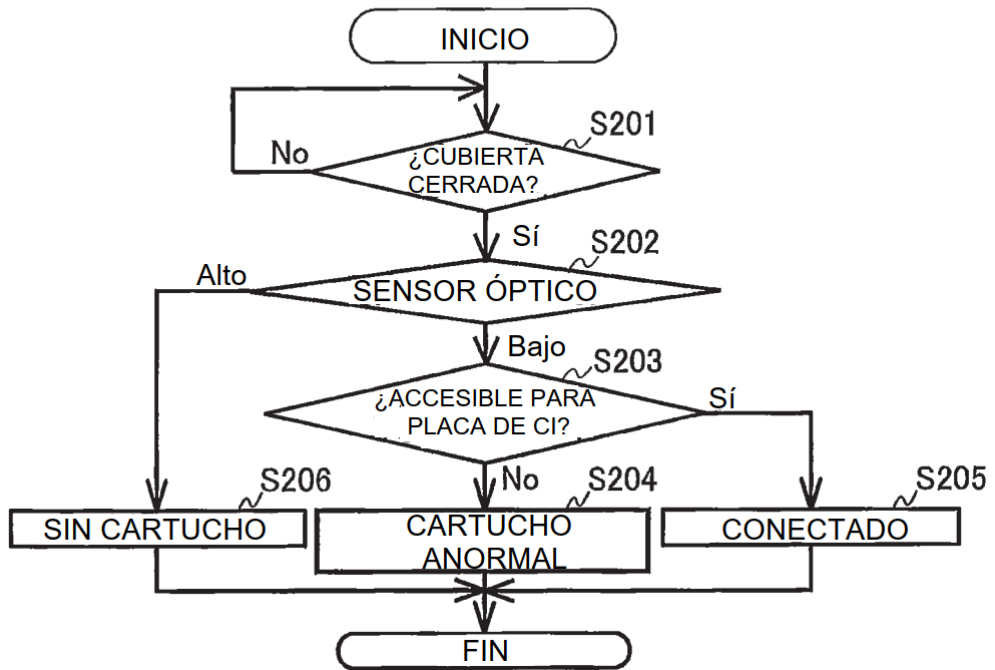 INICIO
S201
No
¿CUBIERTA
CERRADA?
Sí
S202
Alto
SENSOR ÓPTICO
Bajo
S203
¿ACCESIBLE PARA
PLACA DE CI?
Sí
No
S206
S204
S205
SIN CARTUCHO
CARTUCHO
ANORMAL
CONECTADO
FIN